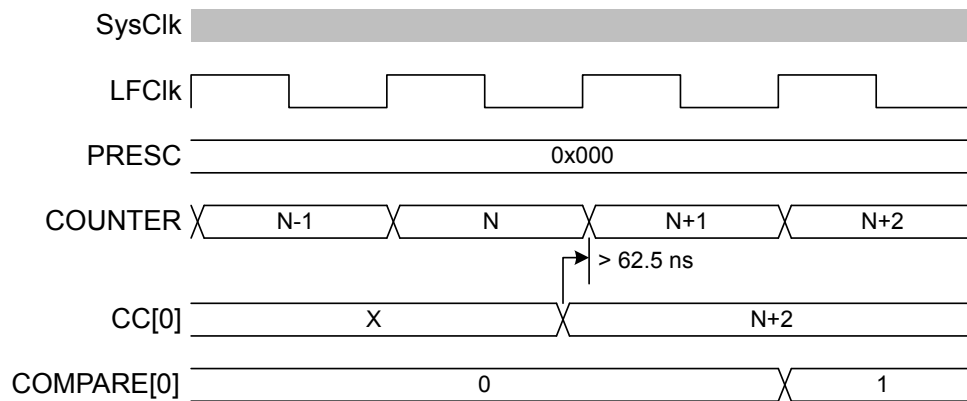 SysClk
LFClk
PRESC 0x000
COUNTER N-1 N N+1 N+2
> 62.5 ns
CC[0] X N+2
COMPARE[0] 0 1